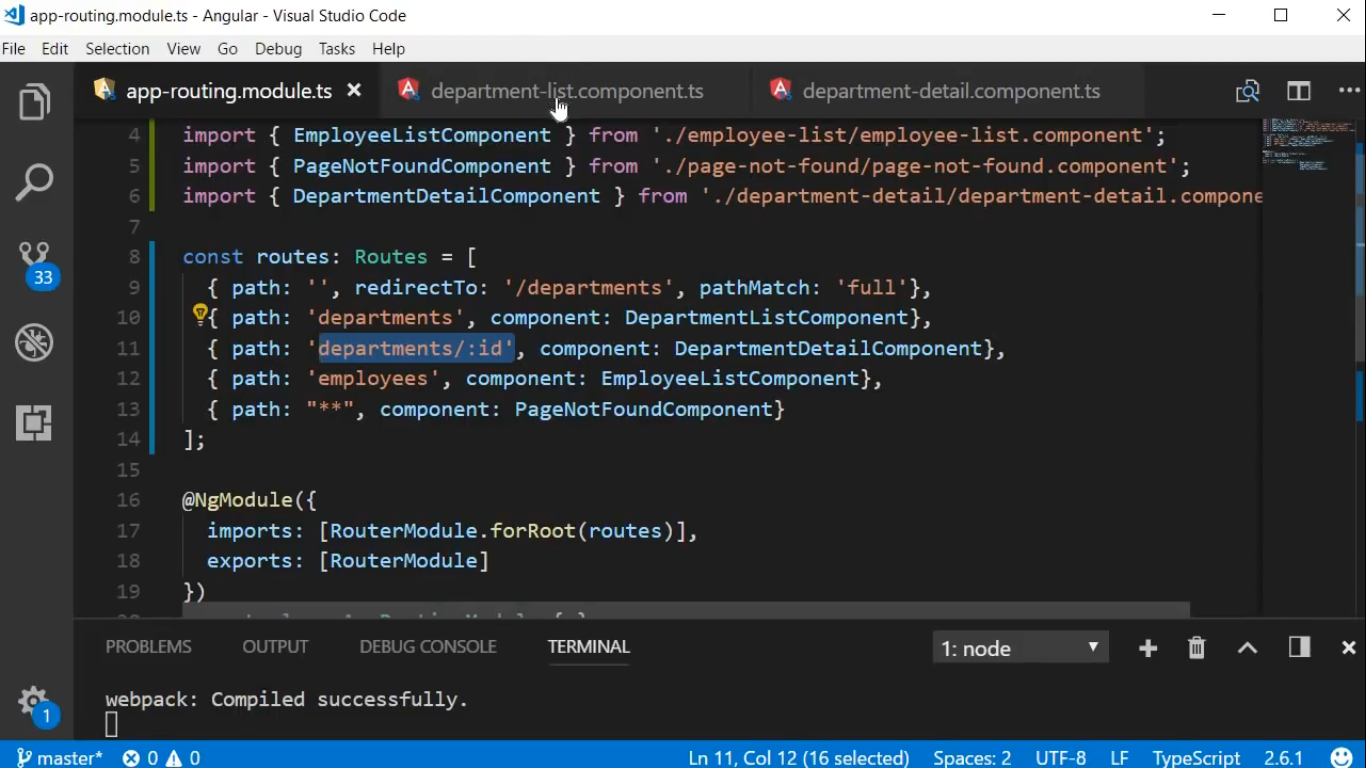 app-routing.module.ts - Angular - Visual Studio Code
File Edit Selection View Go Debug Tasks Help
app-routing.module.ts department-list.component.ts department-detail.component.ts
4 import { EmployeeListComponent } from './employee-list/employee-list.component';
5 import { PageNotFoundComponent } from './page-not-found/page-not-found.component';
6 import { DepartmentDetailComponent } from './department-detail/department-detail.compone
7
8 const routes: Routes = [
9 { path: '', redirectTo: '/departments', pathMatch: 'full'},
10 { path: 'departments', component: DepartmentListComponent},
11 { path: 'departments/:id', component: DepartmentDetailComponent},
12 { path: 'employees', component: EmployeeListComponent},
13 { path: "**", component: PageNotFoundComponent}
14 ];
15
16 @NgModule({
17 imports: [RouterModule.forRoot(routes)],
18 exports: [RouterModule]
19 })
33
PROBLEMS OUTPUT DEBUG CONSOLE TERMINAL 1: node
webpack: Compiled successfully.
1
master* 0 0 Ln 11, Col 12 (16 selected) Spaces: 2 UTF-8 LF TypeScript 2.6.1